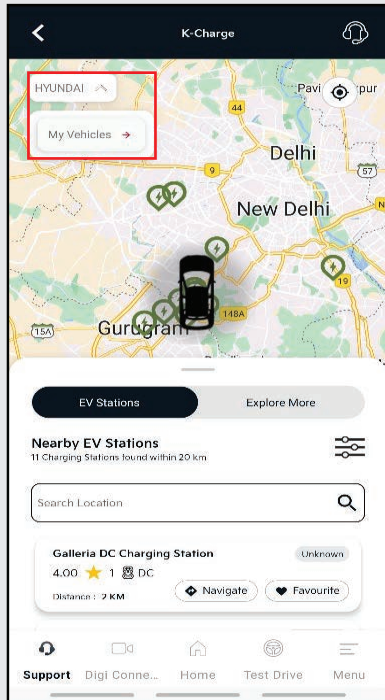 K-Charge
HYUNDAI
Pavi pur
44
My Vehicles
Delhi
9
57
New Delhi
N
19
15A
Gurugram
148A
EV Stations
Explore More
Nearby EV Stations
11 Charging Stations found within 20 km
Search Location
Galleria DC Charging Station
Unknown
4.00 1 DC
Distance : 2 KM
Navigate
Favourite
Support Digi Conne... Home Test Drive Menu